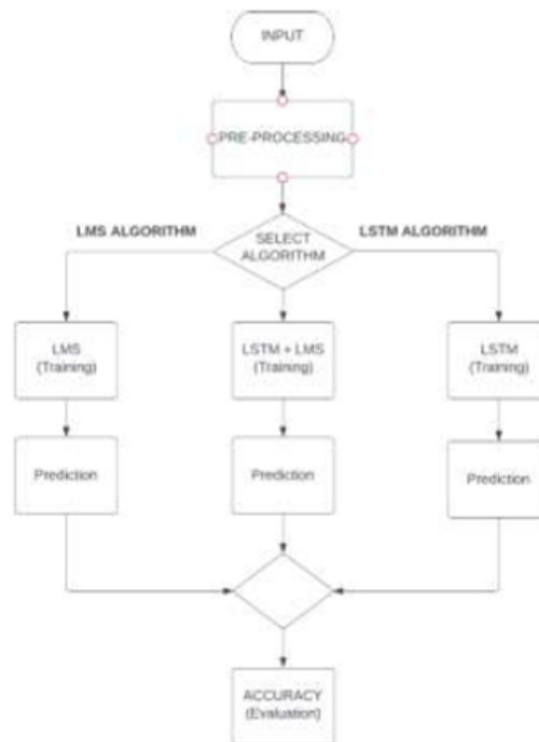 INPUT
PRE-PROCESSING
LMS ALGORITHM
SELECT
ALGORITHM
LSTM ALGORITHM
LMS
(Training)
LSTM + LMS
(Training)
LSTM
(Training)
Prediction
Prediction
Prediction
ACCURACY
(Evaluation)